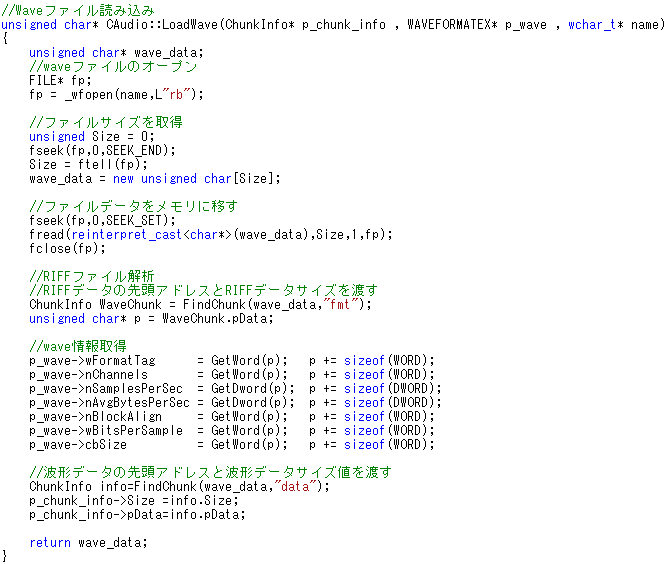 //Waveファイル読み込み
unsigned char* CAudio::LoadWave(ChunkInfo* p_chunk_info , WAVEFORMATEX* p_wave , wchar_t* name)
{
    unsigned char* wave_data;
    //waveファイルのオープン
    FILE* fp;
    fp = _wfopen(name,L"rb");

    //ファイルサイズを取得
    unsigned Size = 0;
    fseek(fp,0,SEEK_END);
    Size = ftell(fp);
    wave_data = new unsigned char[Size];

    //ファイルデータをメモリに移す
    fseek(fp,0,SEEK_SET);
    fread(reinterpret_cast<char*>(wave_data),Size,1,fp);
    fclose(fp);

    //RIFFファイル解析
    //RIFFデータの先頭アドレスとRIFFデータサイズを渡す
    ChunkInfo WaveChunk = FindChunk(wave_data,"fmt");
    unsigned char* p = WaveChunk.pData;

    //wave情報取得
    p_wave->wFormatTag      = GetWord(p);   p += sizeof(WORD);
    p_wave->nChannels       = GetWord(p);   p += sizeof(WORD);
    p_wave->nSamplesPerSec  = GetDword(p);  p += sizeof(DWORD);
    p_wave->nAvgBytesPerSec = GetDword(p);  p += sizeof(DWORD);
    p_wave->nBlockAlign     = GetWord(p);   p += sizeof(WORD);
    p_wave->wBitsPerSample  = GetWord(p);   p += sizeof(WORD);
    p_wave->cbSize          = GetWord(p);   p += sizeof(WORD);

    //波形データの先頭アドレスと波形データサイズ値を渡す
    ChunkInfo info=FindChunk(wave_data,"data");
    p_chunk_info->Size =info.Size;
    p_chunk_info->pData=info.pData;

    return wave_data;
}